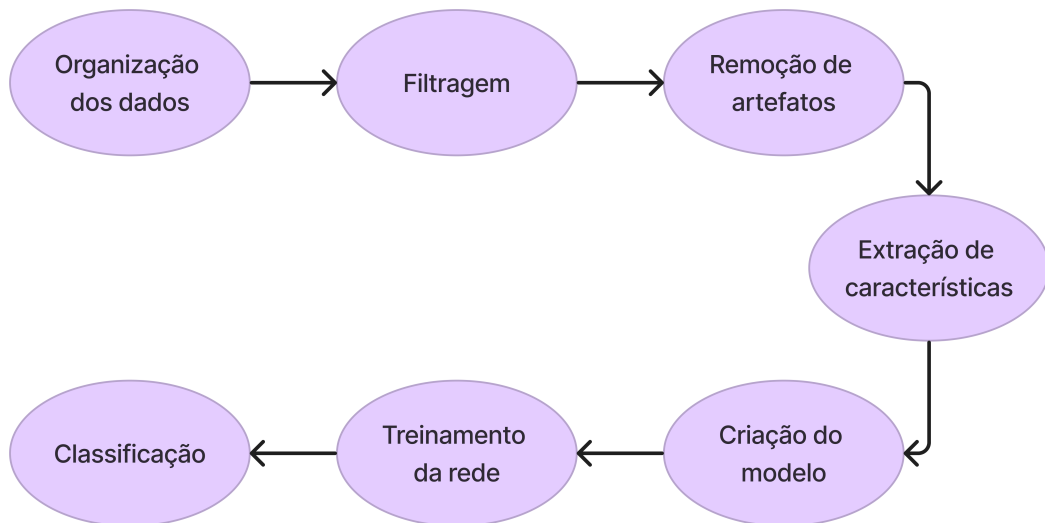 Organização
dos dados
Filtragem
Remoção de
artefatos
Extração de
características
Criação do
modelo
Treinamento
da rede
Classificação